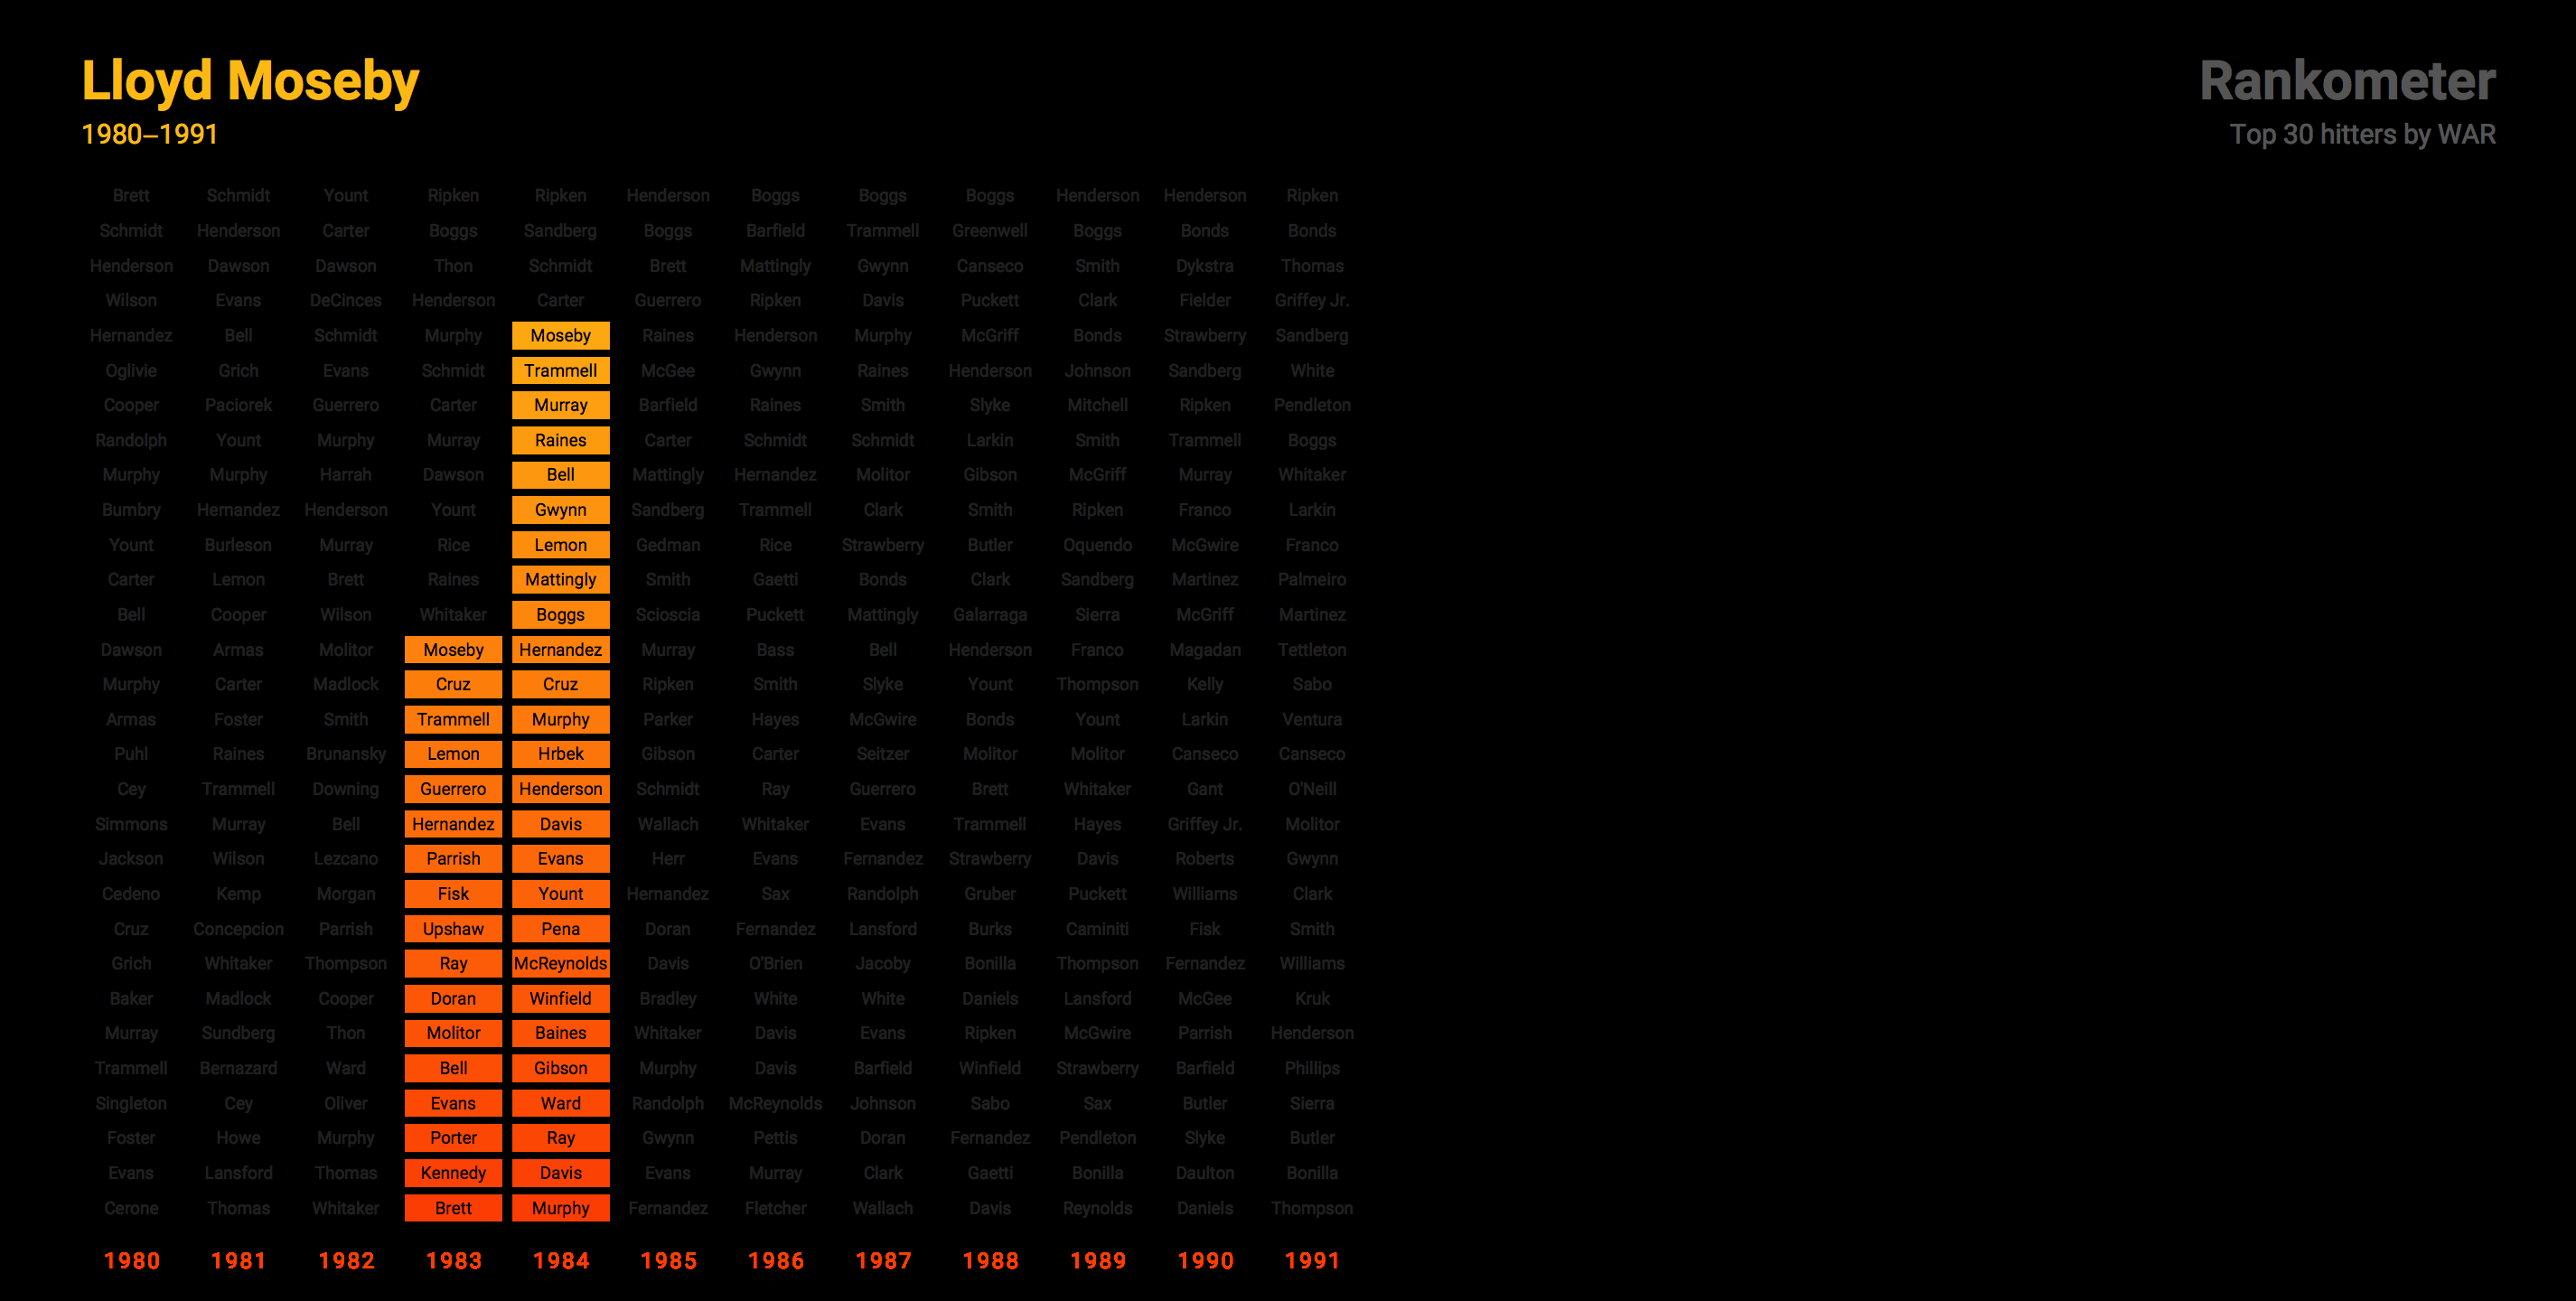 Lloyd Moseby
1980–1991
Rankometer
Top 30 hitters by WAR
Brett Schmidt Yount Ripken Ripken Henderson Boggs Boggs Boggs Henderson Henderson Ripken
Schmidt Henderson Carter Boggs Sandberg Boggs Barfield Trammell Greenwell Boggs Bonds Bonds
Henderson Dawson Dawson Thon Schmidt Brett Mattingly Gwynn Canseco Smith Dykstra Thomas
Wilson Evans DeCinces Henderson Carter Guerrero Ripken Davis Puckett Clark Fielder Griffey Jr.
Hernandez Bell Schmidt Murphy Moseby Raines Henderson Murphy McGriff Bonds Strawberry Sandberg
Oglivie Grich Evans Schmidt Trammell McGee Gwynn Raines Henderson Johnson Sandberg White
Cooper Paciorek Guerrero Carter Murray Barfield Raines Smith Slyke Mitchell Ripken Pendleton
Randolph Yount Murphy Murray Raines Carter Schmidt Schmidt Larkin Smith Trammell Boggs
Murphy Murphy Harrah Dawson Bell Mattingly Hernandez Molitor Gibson McGriff Murray Whitaker
Bumbry Hernandez Henderson Yount Gwynn Sandberg Trammell Clark Smith Ripken Franco Larkin
Yount Burleson Murray Rice Lemon Gedman Rice Strawberry Butler Oquendo McGwire Franco
Carter Lemon Brett Raines Mattingly Smith Gaetti Bonds Clark Sandberg Martinez Palmeiro
Bell Cooper Wilson Whitaker Boggs Scioscia Puckett Mattingly Galarraga Sierra McGriff Martinez
Dawson Armas Molitor Moseby Hernandez Murray Bass Bell Henderson Franco Magadan Tettleton
Murphy Carter Madlock Cruz Cruz Ripken Smith Slyke Yount Thompson Kelly Sabo
Armas Foster Smith Trammell Murphy Parker Hayes McGwire Bonds Yount Larkin Ventura
Puhl Raines Brunansky Lemon Hrbek Gibson Carter Seitzer Molitor Molitor Canseco Canseco
Cey Trammell Downing Guerrero Henderson Schmidt Ray Guerrero Brett Whitaker Gant O'Neill
Simmons Murray Bell Hernandez Davis Wallach Whitaker Evans Trammell Hayes Griffey Jr. Molitor
Jackson Wilson Lezcano Parrish Evans Herr Evans Fernandez Strawberry Davis Roberts Gwynn
Cedeno Kemp Morgan Fisk Yount Hernandez Sax Randolph Gruber Puckett Williams Clark
Cruz Concepcion Parrish Upshaw Pena Doran Fernandez Lansford Burks Caminiti Fisk Smith
Grich Whitaker Thompson Ray McReynolds Davis O'Brien Jacoby Bonilla Thompson Fernandez Williams
Baker Madlock Cooper Doran Winfield Bradley White White Daniels Lansford McGee Kruk
Murray Sundberg Thon Molitor Baines Whitaker Davis Evans Ripken McGwire Parrish Henderson
Trammell Bernazard Ward Bell Gibson Murphy Davis Barfield Winfield Strawberry Barfield Phillips
Singleton Cey Oliver Evans Ward Randolph McReynolds Johnson Sabo Sax Butler Sierra
Foster Howe Murphy Porter Ray Gwynn Pettis Doran Fernandez Pendleton Slyke Butler
Evans Lansford Thomas Kennedy Davis Evans Murray Clark Gaetti Bonilla Daulton Bonilla
Cerone Thomas Whitaker Brett Murphy Fernandez Fletcher Wallach Davis Reynolds Daniels Thompson
1980 1981 1982 1983 1984 1985 1986 1987 1988 1989 1990 1991